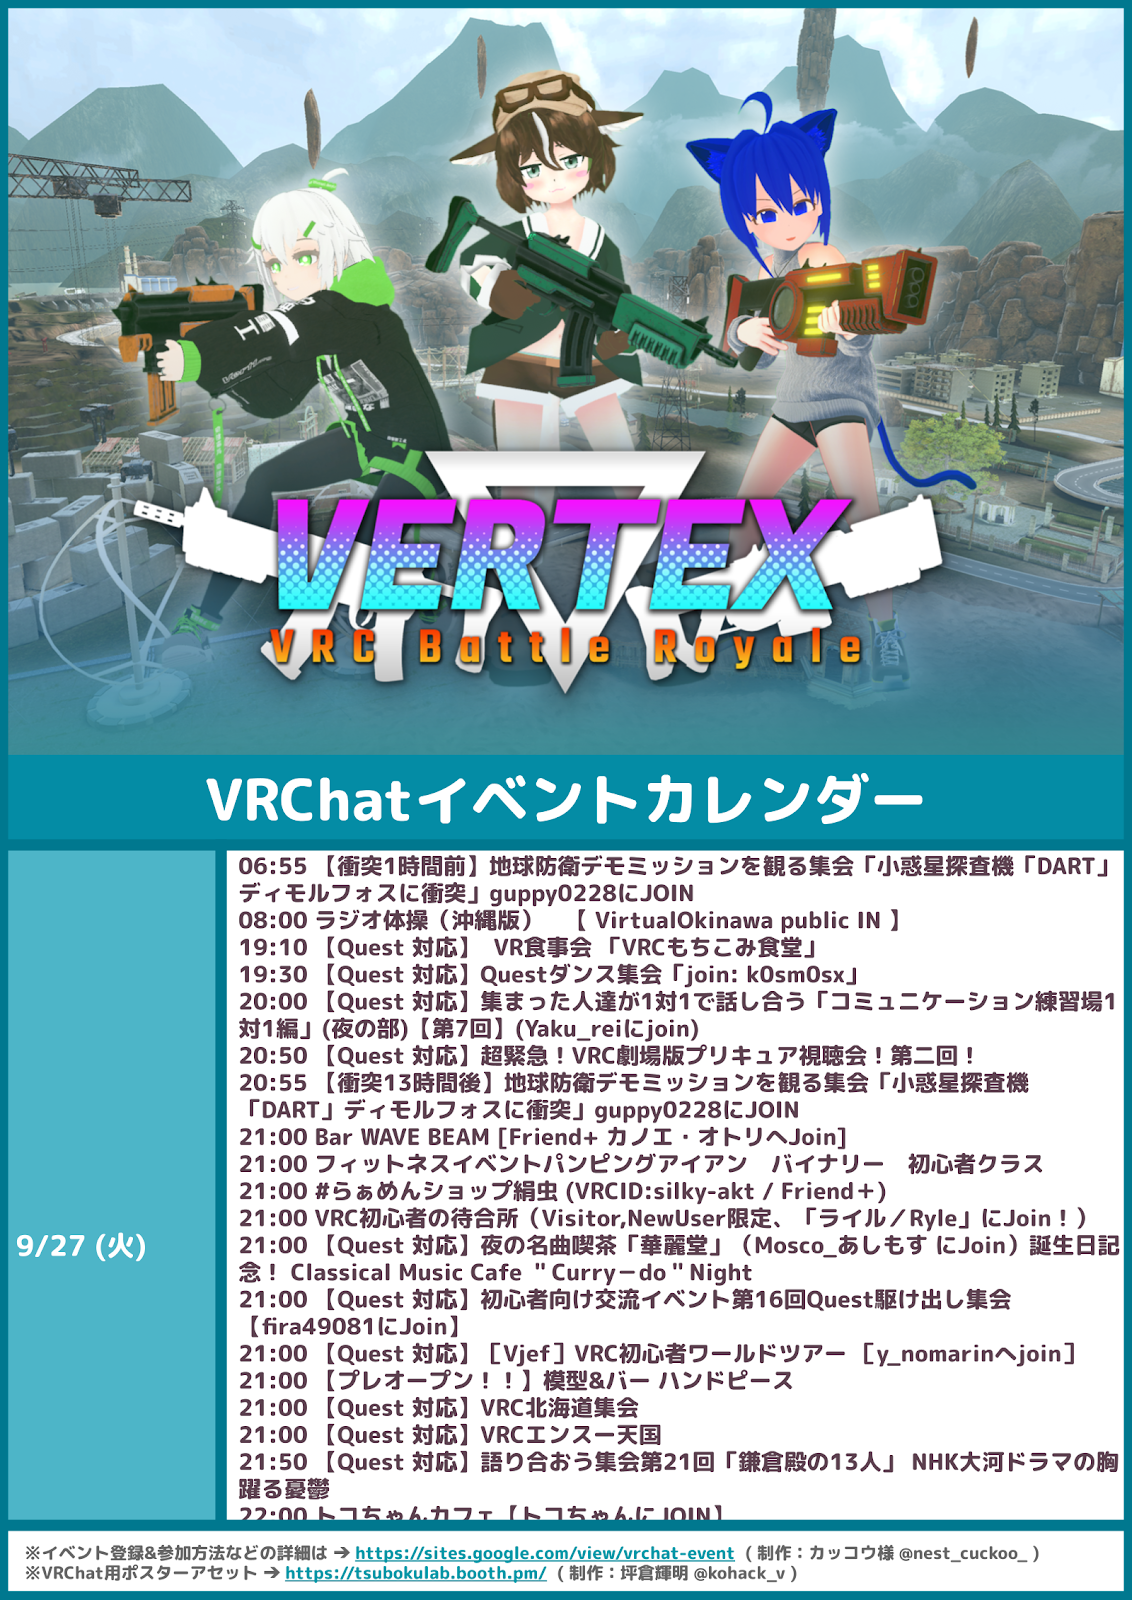 VERTEX
VRC Battle Royale
VRChatイベントカレンダー
9/27 (火)
06:55 【衝突1時間前】地球防衛デモミッションを観る集会「小惑星探査機「DART」
ディモルフォスに衝突」guppy0228にJOIN
08:00 ラジオ体操（沖縄版）　【 VirtualOkinawa public IN 】
19:10 【Quest 対応】 VR食事会 「VRCもちこみ食堂」
19:30 【Quest 対応】Questダンス集会「join: k0sm0sx」
20:00 【Quest 対応】集まった人達が1対1で話し合う「コミュニケーション練習場1
対1編」(夜の部)【第7回】(Yaku_reiにjoin)
20:50 【Quest 対応】超緊急！VRC劇場版プリキュア視聴会！第二回！
20:55 【衝突13時間後】地球防衛デモミッションを観る集会「小惑星探査機
「DART」ディモルフォスに衝突」guppy0228にJOIN
21:00 Bar WAVE BEAM [Friend+ カノエ・オトリへJoin]
21:00 フィットネスイベントパンピングアイアン　バイナリー　初心者クラス
21:00 #らぁめんショップ絹虫 (VRCID:silky-akt / Friend＋)
21:00 VRC初心者の待合所（Visitor,NewUser限定、「ライル／Ryle」にJoin！）
21:00 【Quest 対応】夜の名曲喫茶「華麗堂」（Mosco_あしもす にJoin）誕生日記
念！ Classical Music Cafe ＂Curry－do＂Night
21:00 【Quest 対応】初心者向け交流イベント第16回Quest駆け出し集会
【fira49081にJoin】
21:00 【Quest 対応】［Vjef］VRC初心者ワールドツアー ［y_nomarinへjoin］
21:00 【プレオープン！！】模型&バー ハンドピース
21:00 【Quest 対応】VRC北海道集会
21:00 【Quest 対応】VRCエンスー天国
21:50 【Quest 対応】語り合おう集会第21回「鎌倉殿の13人」 NHK大河ドラマの胸
躍る憂鬱
22:00 トコちゃんカフェ【トコちゃんに JOIN】
※イベント登録&参加方法などの詳細は → https://sites.google.com/view/vrchat-event （ 制作：カッコウ様 @nest_cuckoo_ ）
※VRChat用ポスターアセット → https://tsubokulab.booth.pm/ （ 制作：坪倉輝明 @kohack_v ）